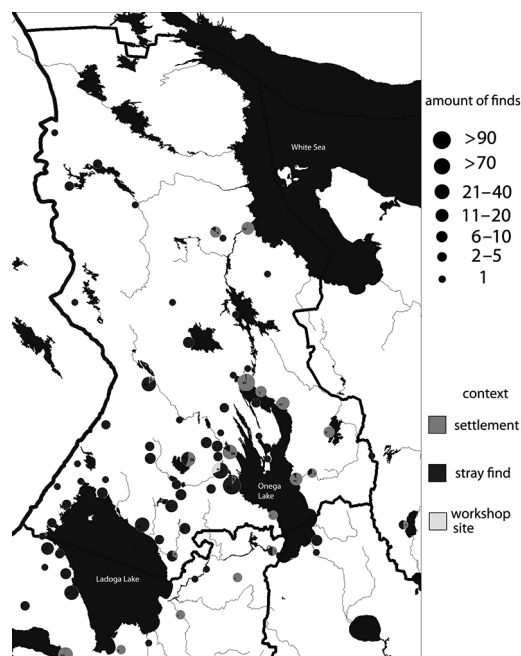 White Sea
Onega
Lake
Ladoga Lake
amount of finds
>90
>70
21–40
11–20
6–10
2–5
1
context
settlement
stray find
workshop
site